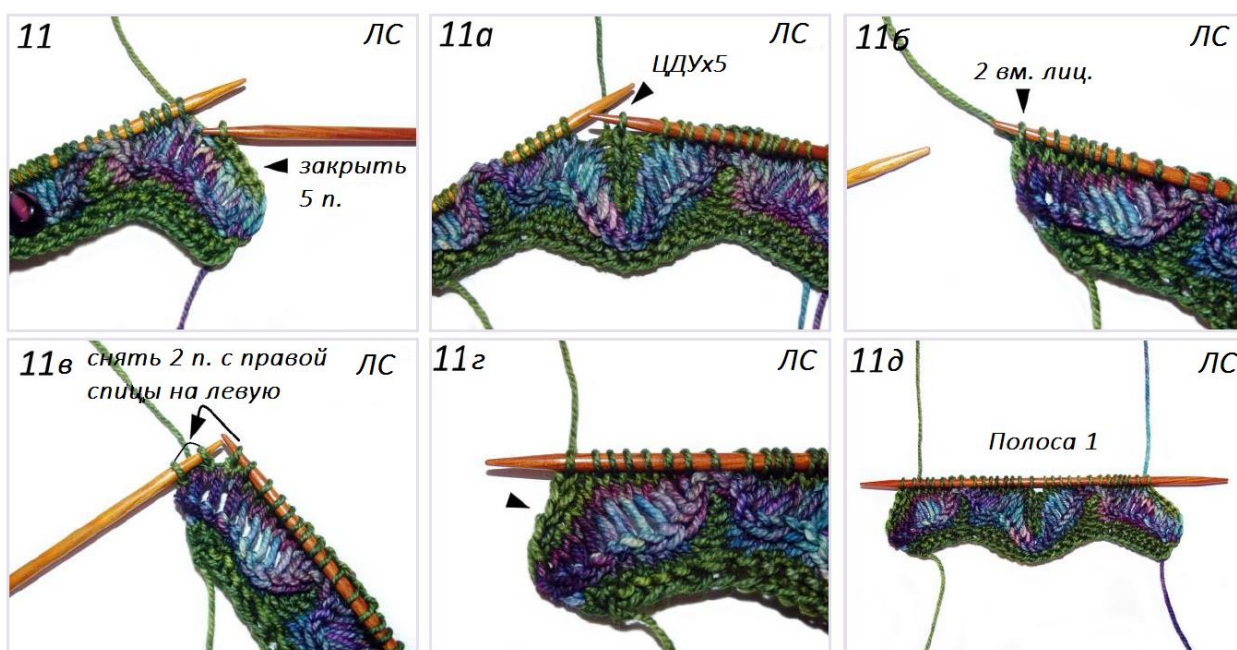 11
ЛС
закрыть
5 п.
11а
ЛС
ЦДУх5
11б
ЛС
2 вм. лиц.
11в
снять 2 п. с правой
спицы на левую
ЛС
11г
ЛС
11д
ЛС
Полоса 1